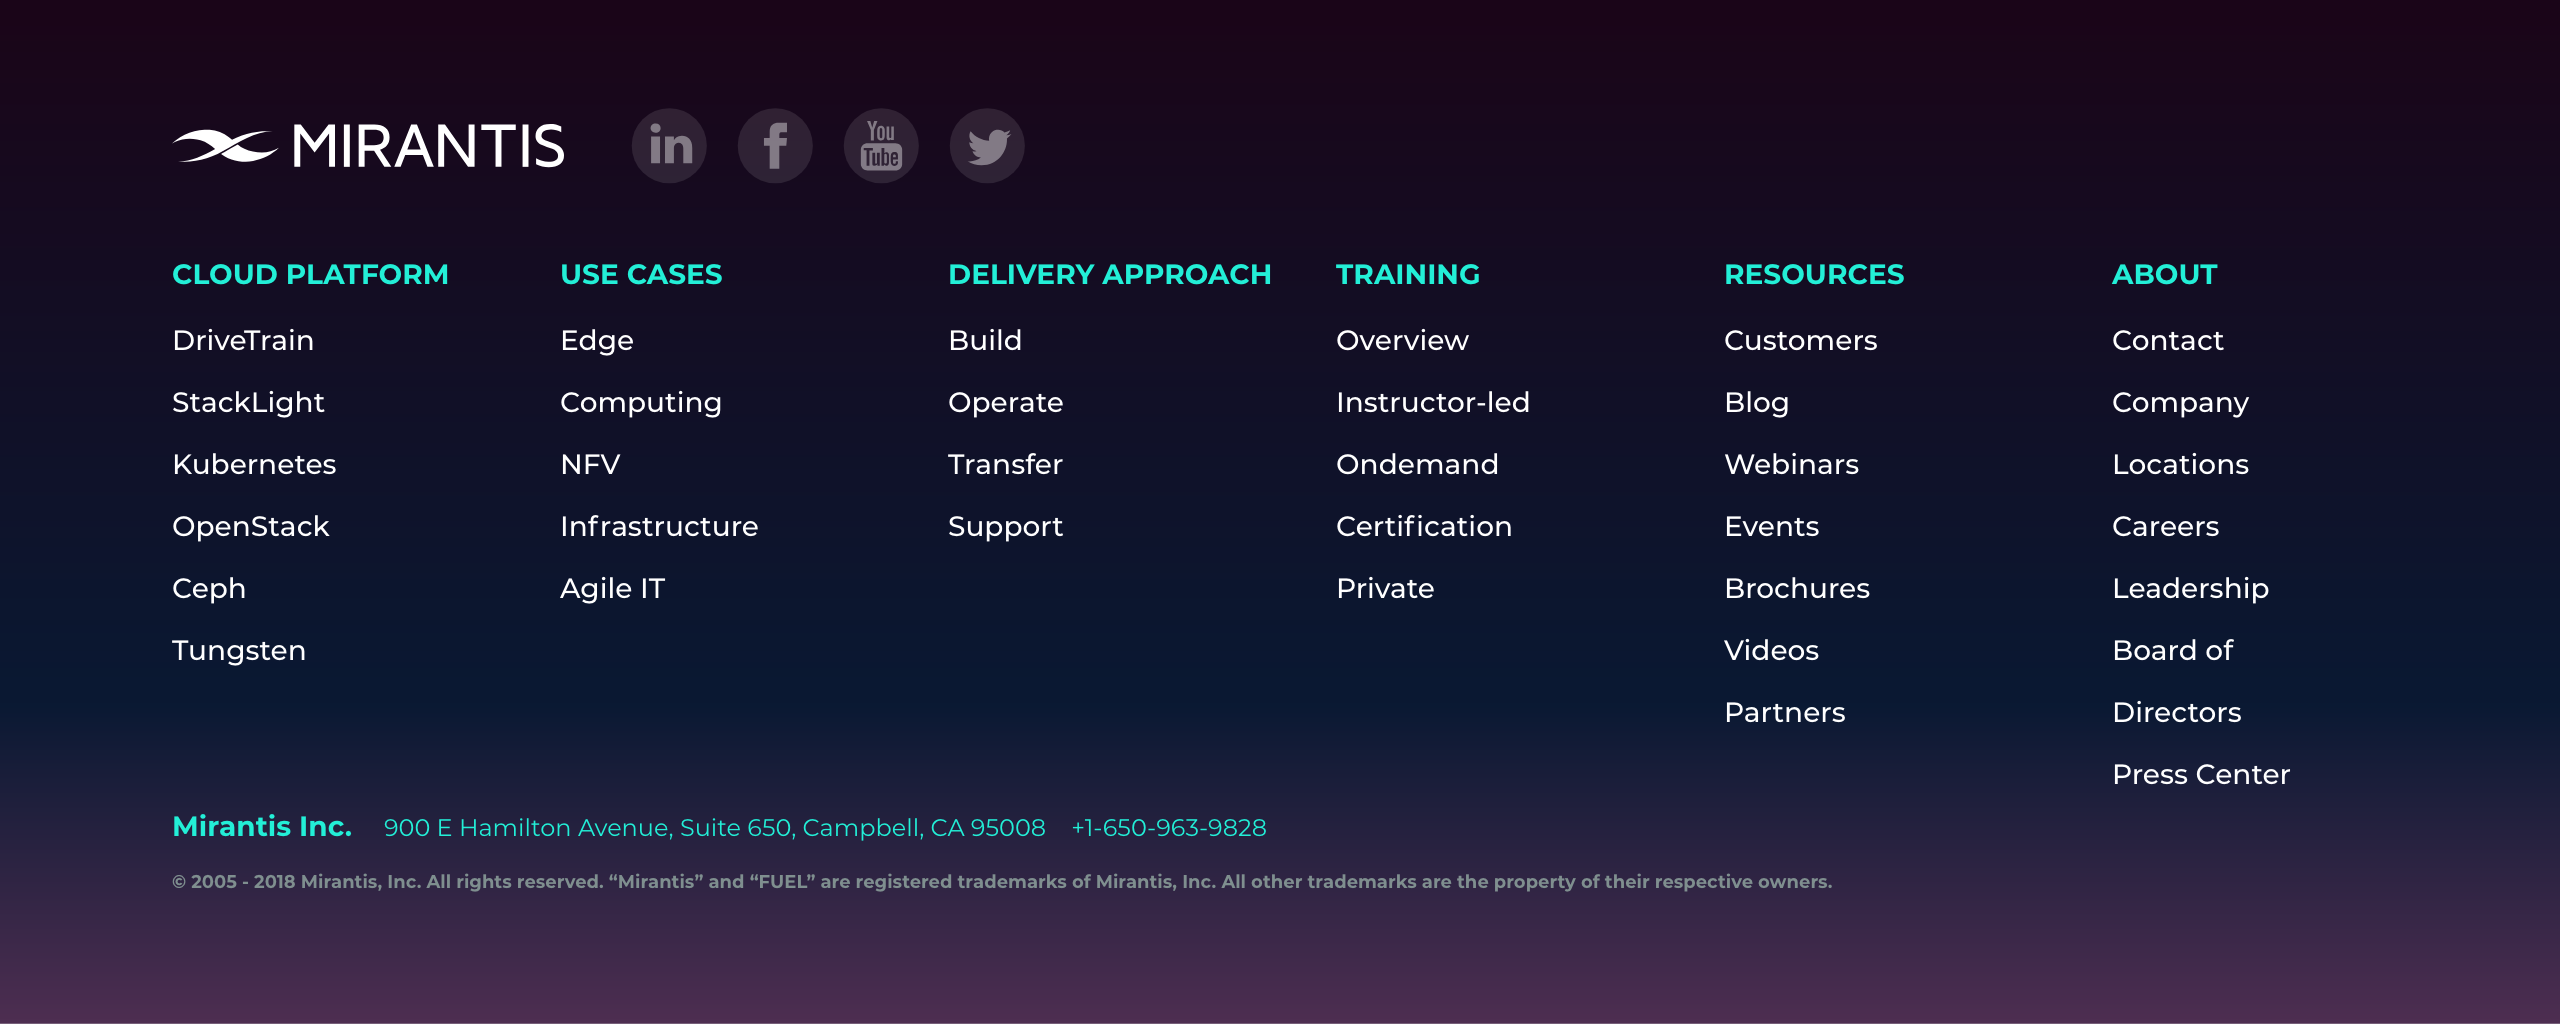 MIRANTIS
in
f
You
Tube
CLOUD PLATFORM
DriveTrain
StackLight
Kubernetes
OpenStack
Ceph
Tungsten
USE CASES
Edge
Computing
NFV
Infrastructure
Agile IT
DELIVERY APPROACH
Build
Operate
Transfer
Support
TRAINING
Overview
Instructor-led
Ondemand
Certification
Private
RESOURCES
Customers
Blog
Webinars
Events
Brochures
Videos
Partners
ABOUT
Contact
Company
Locations
Careers
Leadership
Board of
Directors
Press Center
Mirantis Inc. 900 E Hamilton Avenue, Suite 650, Campbell, CA 95008 +1-650-963-9828
© 2005 - 2018 Mirantis, Inc. All rights reserved. “Mirantis” and “FUEL” are registered trademarks of Mirantis, Inc. All other trademarks are the property of their respective owners.